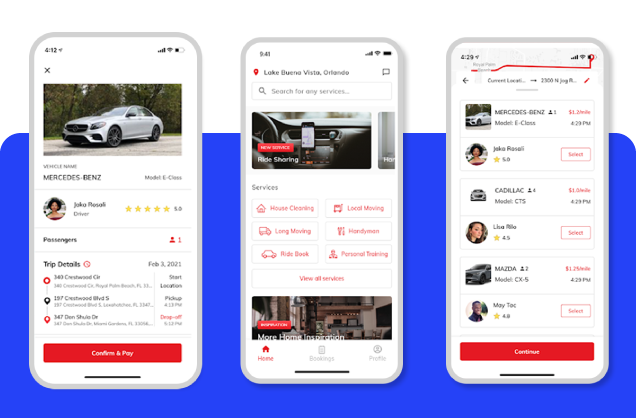 4:12
VEHICLE NAME
MERCEDES-BENZ
Model: E-Class
Jaka Rosali
Driver
5.0
Passengers
1
Trip Details
Feb 3, 2021
340 Crestwood Cir
Start
340 Crestwood Cir, Royal Palm Beach, FL 33...
Location
197 Crestwood Blvd S
Pickup
197 Crestwood Blvd S, Loxahatchee, FL 3347...
4:13 PM
347 Don Shula Dr
Drop-off
347 Don Shula Dr, Miami Gardens, FL 33056,...
5:13 PM
Confirm & Pay
9:41
Lake Buena Vista, Orlando
Search for any services...
NEW SERVICE
Ride Sharing
Services
House Cleaning
Local Moving
Long Moving
Handyman
Ride Book
Personal Training
View all services
INSPIRATION
More Home Inspiration
Home
Bookings
Profile
4:29
Royal Palm
Current Locati...
2300 N Jog R...
MERCEDES-BENZ
1
$1.2/mile
Model: E-Class
4:29 PM
Jaka Rosali
5.0
Select
CADILLAC
4
$1.0/mile
Model: CTS
4:29 PM
Lisa Rila
4.5
Select
MAZDA
2
$1.25/mile
Model: CX-5
4:29 PM
May Tao
4.8
Select
Continue